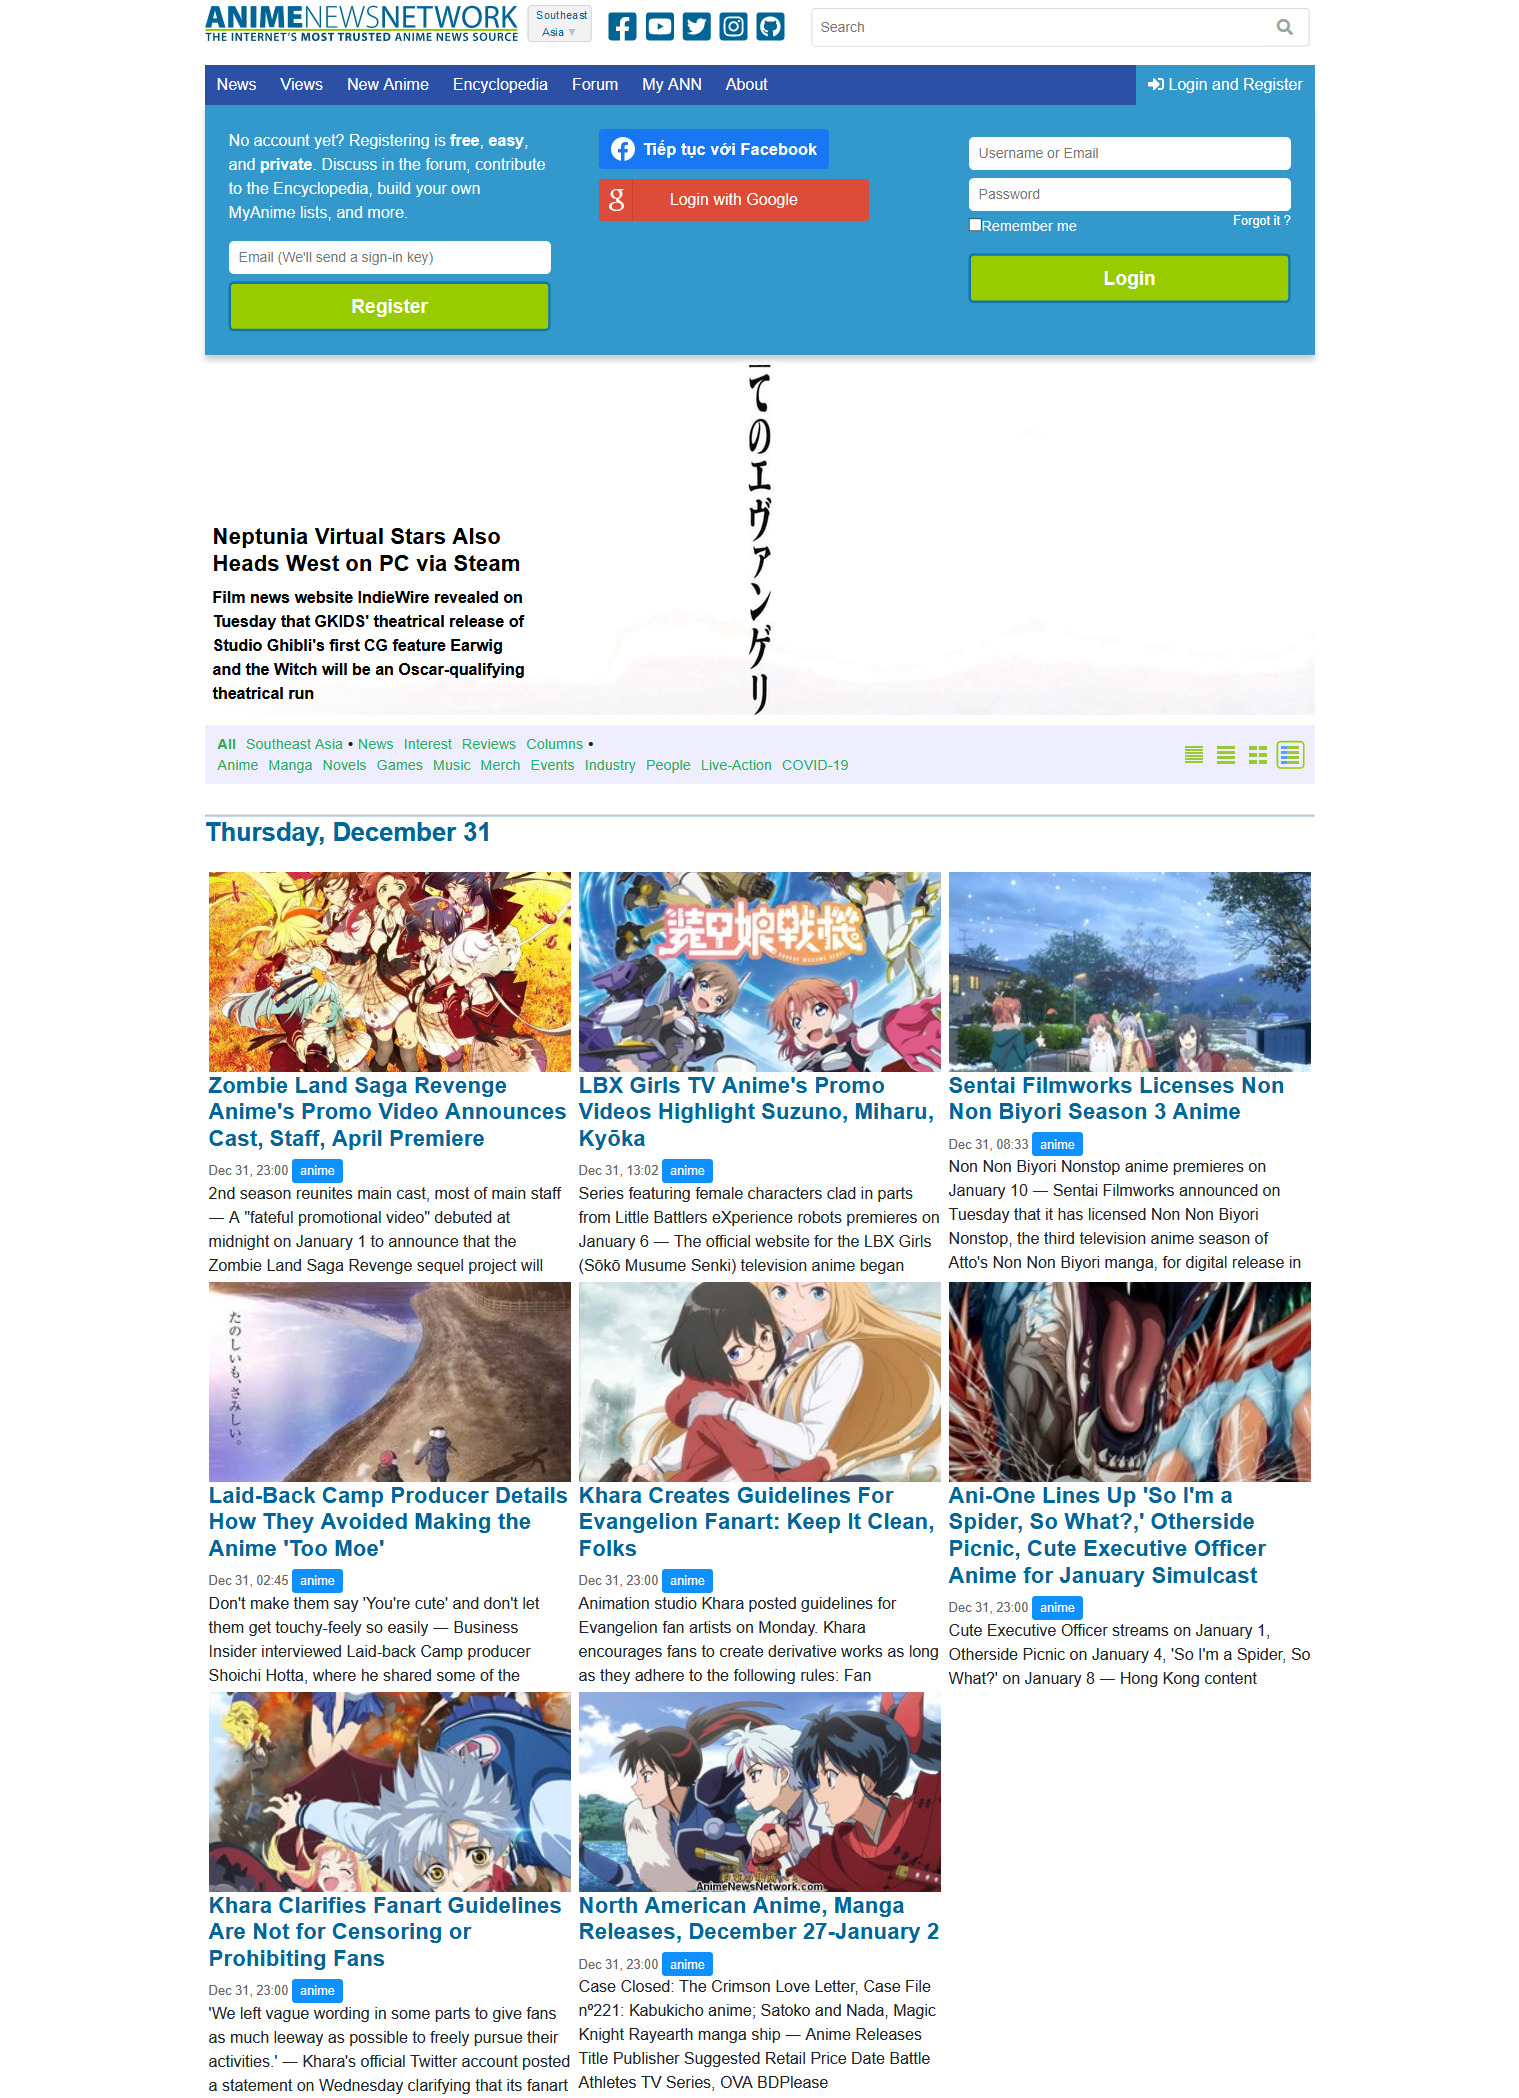 ANIMENEWSNETWORK
THE INTERNET'S MOST TRUSTED ANIME NEWS SOURCE
Southeast
Asia ▼
Search
News Views New Anime Encyclopedia Forum My ANN About
Login and Register
No account yet? Registering is free, easy,
and private. Discuss in the forum, contribute
to the Encyclopedia, build your own
MyAnime lists, and more.
Email (We'll send a sign-in key)
Register
Tiếp tục với Facebook
g Login with Google
Username or Email
Password
Remember me
Forgot it ?
Login
てのエヴァンゲリ
Neptunia Virtual Stars Also
Heads West on PC via Steam
Film news website IndieWire revealed on
Tuesday that GKIDS' theatrical release of
Studio Ghibli's first CG feature Earwig
and the Witch will be an Oscar-qualifying
theatrical run
All Southeast Asia • News Interest Reviews Columns •
Anime Manga Novels Games Music Merch Events Industry People Live-Action COVID-19
Thursday, December 31
Zombie Land Saga Revenge
Anime's Promo Video Announces
Cast, Staff, April Premiere
Dec 31, 23:00 anime
2nd season reunites main cast, most of main staff
— A "fateful promotional video" debuted at
midnight on January 1 to announce that the
Zombie Land Saga Revenge sequel project will
装甲娘戦機
LBX Girls TV Anime's Promo
Videos Highlight Suzuno, Miharu,
Kyōka
Dec 31, 13:02 anime
Series featuring female characters clad in parts
from Little Battlers eXperience robots premieres on
January 6 — The official website for the LBX Girls
(Sōkō Musume Senki) television anime began
Sentai Filmworks Licenses Non
Non Biyori Season 3 Anime
Dec 31, 08:33 anime
Non Non Biyori Nonstop anime premieres on
January 10 — Sentai Filmworks announced on
Tuesday that it has licensed Non Non Biyori
Nonstop, the third television anime season of
Atto's Non Non Biyori manga, for digital release in
たのしいも、さみしい。
Laid-Back Camp Producer Details
How They Avoided Making the
Anime 'Too Moe'
Dec 31, 02:45 anime
Don't make them say 'You're cute' and don't let
them get touchy-feely so easily — Business
Insider interviewed Laid-back Camp producer
Shoichi Hotta, where he shared some of the
Khara Creates Guidelines For
Evangelion Fanart: Keep It Clean,
Folks
Dec 31, 23:00 anime
Animation studio Khara posted guidelines for
Evangelion fan artists on Monday. Khara
encourages fans to create derivative works as long
as they adhere to the following rules: Fan
Ani-One Lines Up 'So I'm a
Spider, So What?,' Otherside
Picnic, Cute Executive Officer
Anime for January Simulcast
Dec 31, 23:00 anime
Cute Executive Officer streams on January 1,
Otherside Picnic on January 4, 'So I'm a Spider, So
What?' on January 8 — Hong Kong content
Khara Clarifies Fanart Guidelines
Are Not for Censoring or
Prohibiting Fans
Dec 31, 23:00 anime
'We left vague wording in some parts to give fans
as much leeway as possible to freely pursue their
activities.' — Khara's official Twitter account posted
a statement on Wednesday clarifying that its fanart
AnimeNewsNetwork.com
North American Anime, Manga
Releases, December 27-January 2
Dec 31, 23:00 anime
Case Closed: The Crimson Love Letter, Case File
nº221: Kabukicho anime; Satoko and Nada, Magic
Knight Rayearth manga ship — Anime Releases
Title Publisher Suggested Retail Price Date Battle
Athletes TV Series, OVA BDPlease